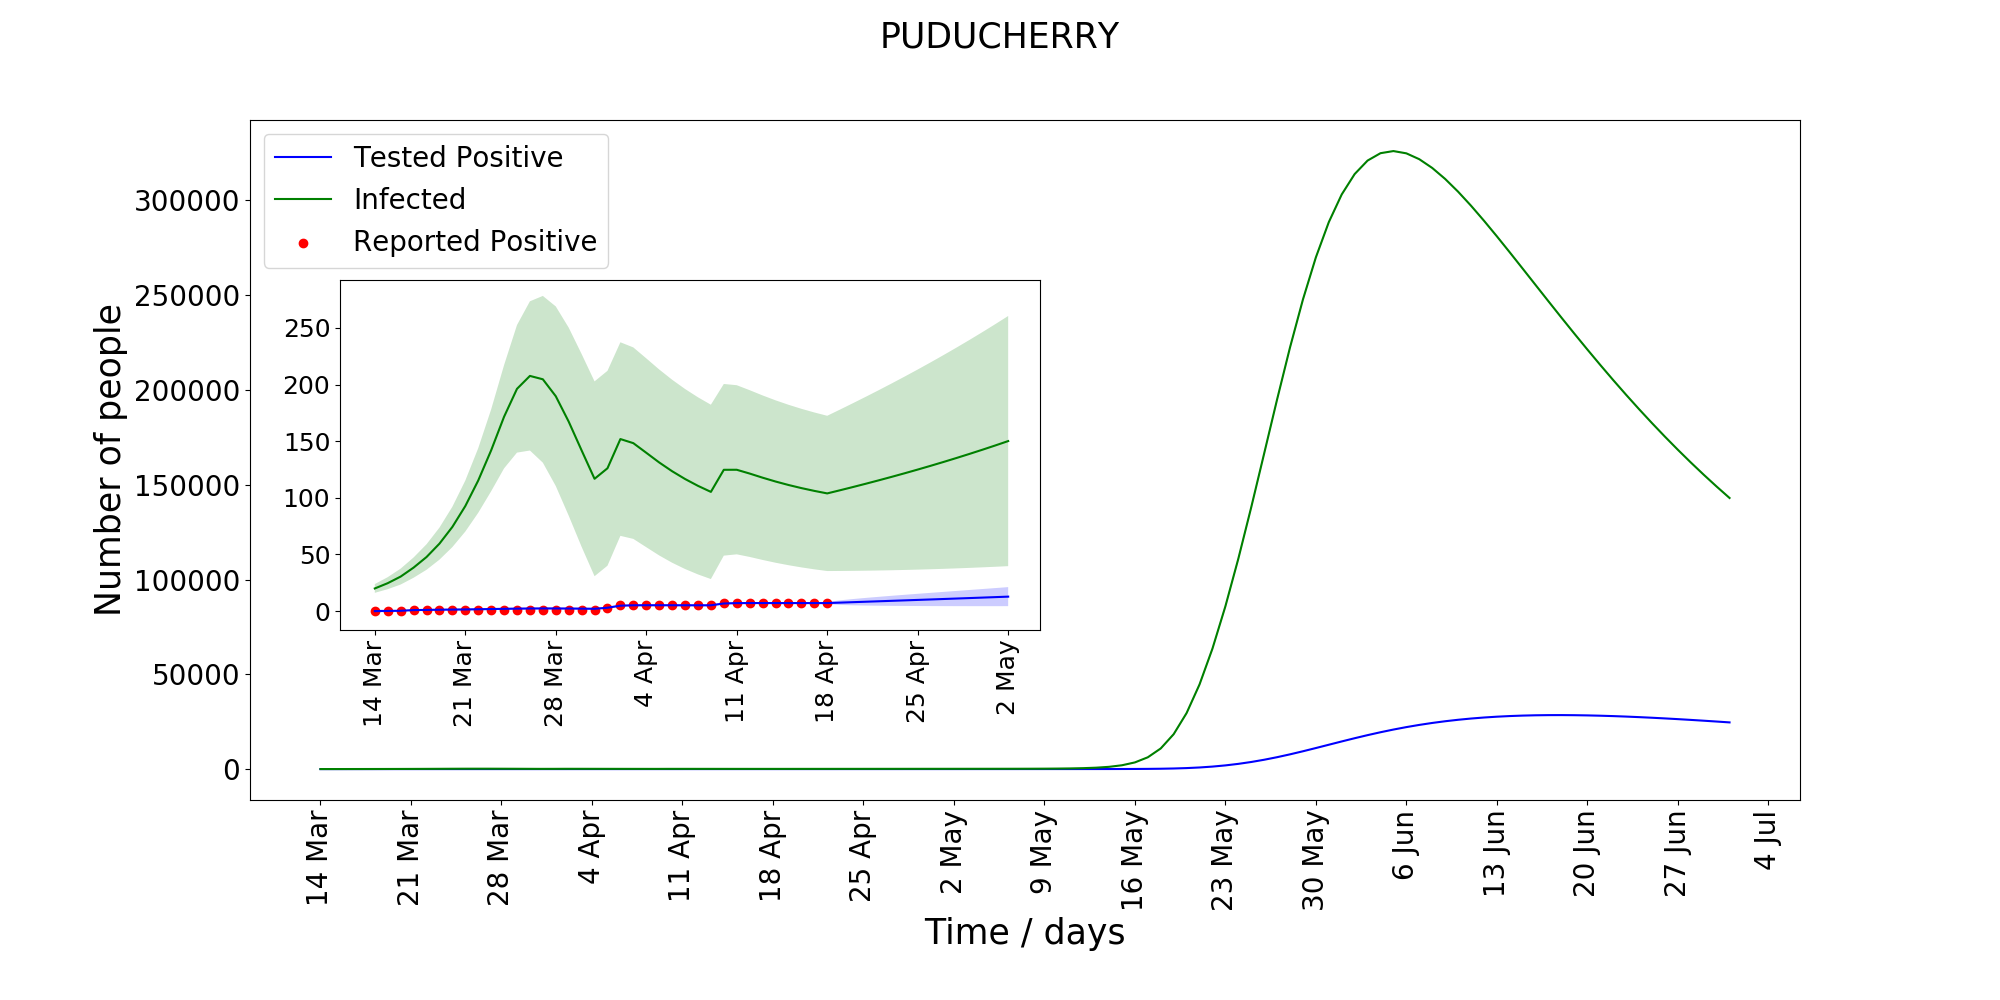 PUDUCHERRY
Tested Positive
Infected
Reported Positive
Number of people
300000
250000
200000
150000
100000
50000
0
250
200
150
100
50
0
14 Mar
21 Mar
28 Mar
4 Apr
11 Apr
18 Apr
25 Apr
2 May
14 Mar
21 Mar
28 Mar
4 Apr
11 Apr
18 Apr
25 Apr
2 May
9 May
16 May
23 May
30 May
6 Jun
13 Jun
20 Jun
27 Jun
4 Jul
Time / days